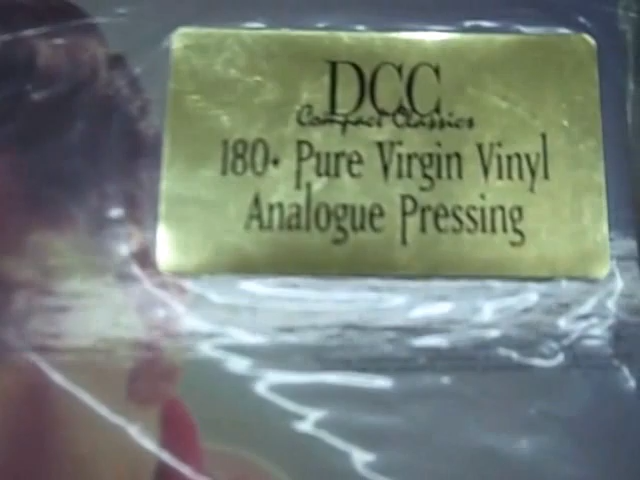 DCC
Compact Classics
180• Pure Virgin Vinyl
Analogue Pressing